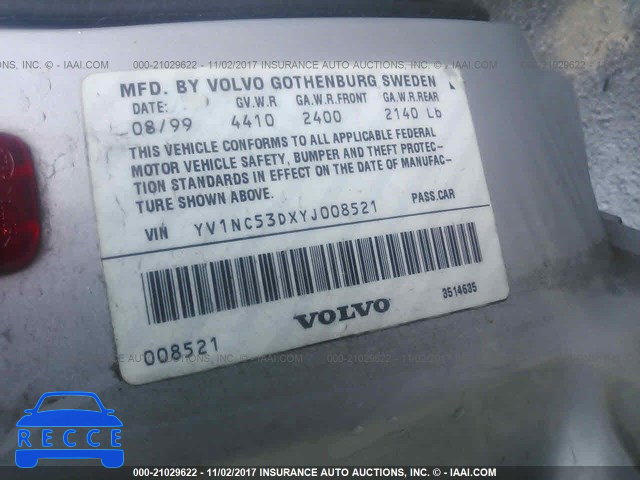 000-21029622 - 11/02/2017 INSURANCE AUTO AUCTIONS, INC. - IAAI.COM
MFD. BY VOLVO GOTHENBURG SWEDEN
DATE: G.V.W.R GA.W.R.FRONT GA.W.R.REAR
08/99 4410 2400 2140 Lb
THIS VEHICLE CONFORMS TO ALL APPLICABLE FEDERAL
MOTOR VEHICLE SAFETY, BUMPER AND THEFT PROTEC-
TION STANDARDS IN EFFECT ON THE DATE OF MANUFAC-
TURE SHOWN ABOVE.
VIN YV1NC53DXYJ008521 PASS.CAR
3514635
VOLVO
008521
RECCE
000-21029622 - 11/02/2017 INSURANCE AUTO AUCTIONS, INC. - IAAI.COM